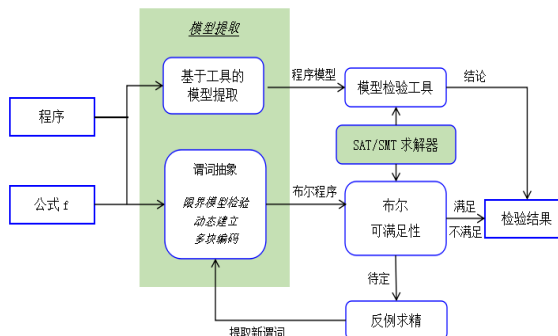 模型提取
基于工具的
模型提取
程序模型
模型检验工具
结论
程序
SAT/SMT 求解器
谓词抽象
限界模型检验
动态建立
多块编码
公式 f
布尔程序
布尔
可满足性
满足
不满足
检验结果
待定
反例求精
提取新谓词